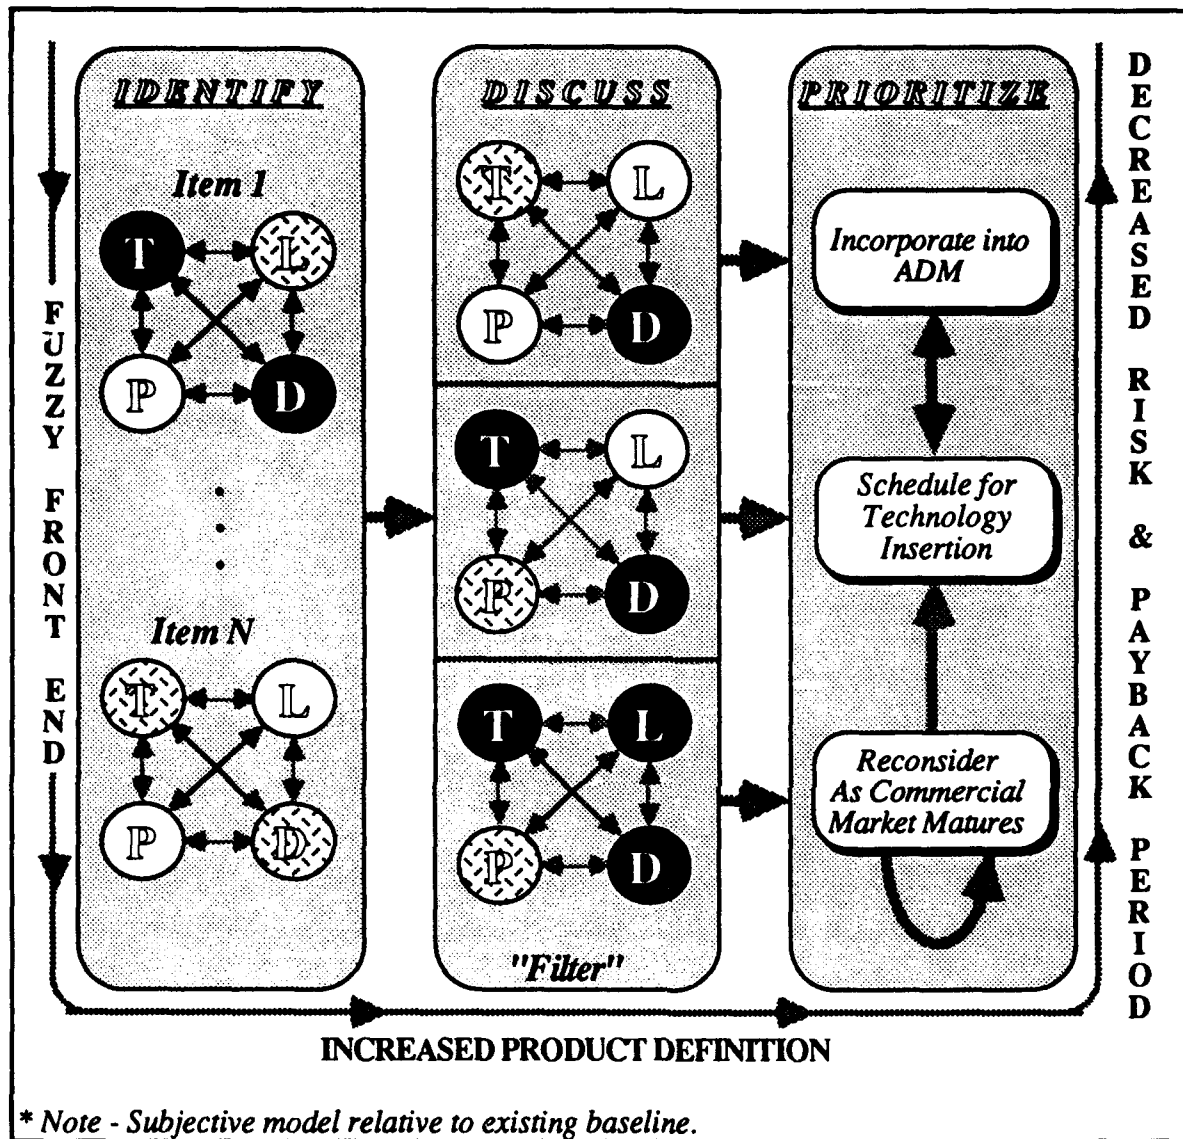 IDENTIFY
Item 1
T
L
P
D
Item N
T
L
P
D
DISCUSS
T
L
P
D
T
L
P
D
T
L
P
D
"Filter"
PRIORITIZE
Incorporate into
ADM
Schedule for
Technology
Insertion
Reconsider
As Commercial
Market Matures
FUZZY FRONT END
INCREASED PRODUCT DEFINITION
DECREASED RISK & PAYBACK PERIOD
* Note - Subjective model relative to existing baseline.